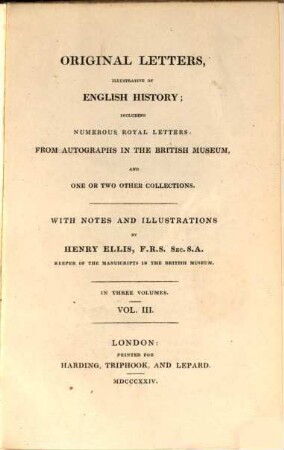 ORIGINAL LETTERS,
ILLUSTRATIVE OF
ENGLISH HISTORY;
INCLUDING
NUMEROUS ROYAL LETTERS:
FROM AUTOGRAPHS IN THE BRITISH MUSEUM,
AND
ONE OR TWO OTHER COLLECTIONS.
WITH NOTES AND ILLUSTRATIONS
BY
HENRY ELLIS, F.R.S. SEC. S.A.
KEEPER OF THE MANUSCRIPTS IN THE BRITISH MUSEUM.
IN THREE VOLUMES.
VOL. III.
LONDON:
PRINTED FOR
HARDING, TRIPHOOK, AND LEPARD.
MDCCCXXIV.